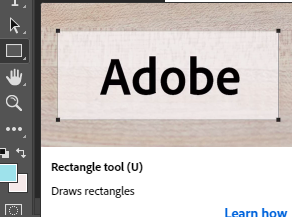 Adobe
Rectangle tool (U)
Draws rectangles
Learn how